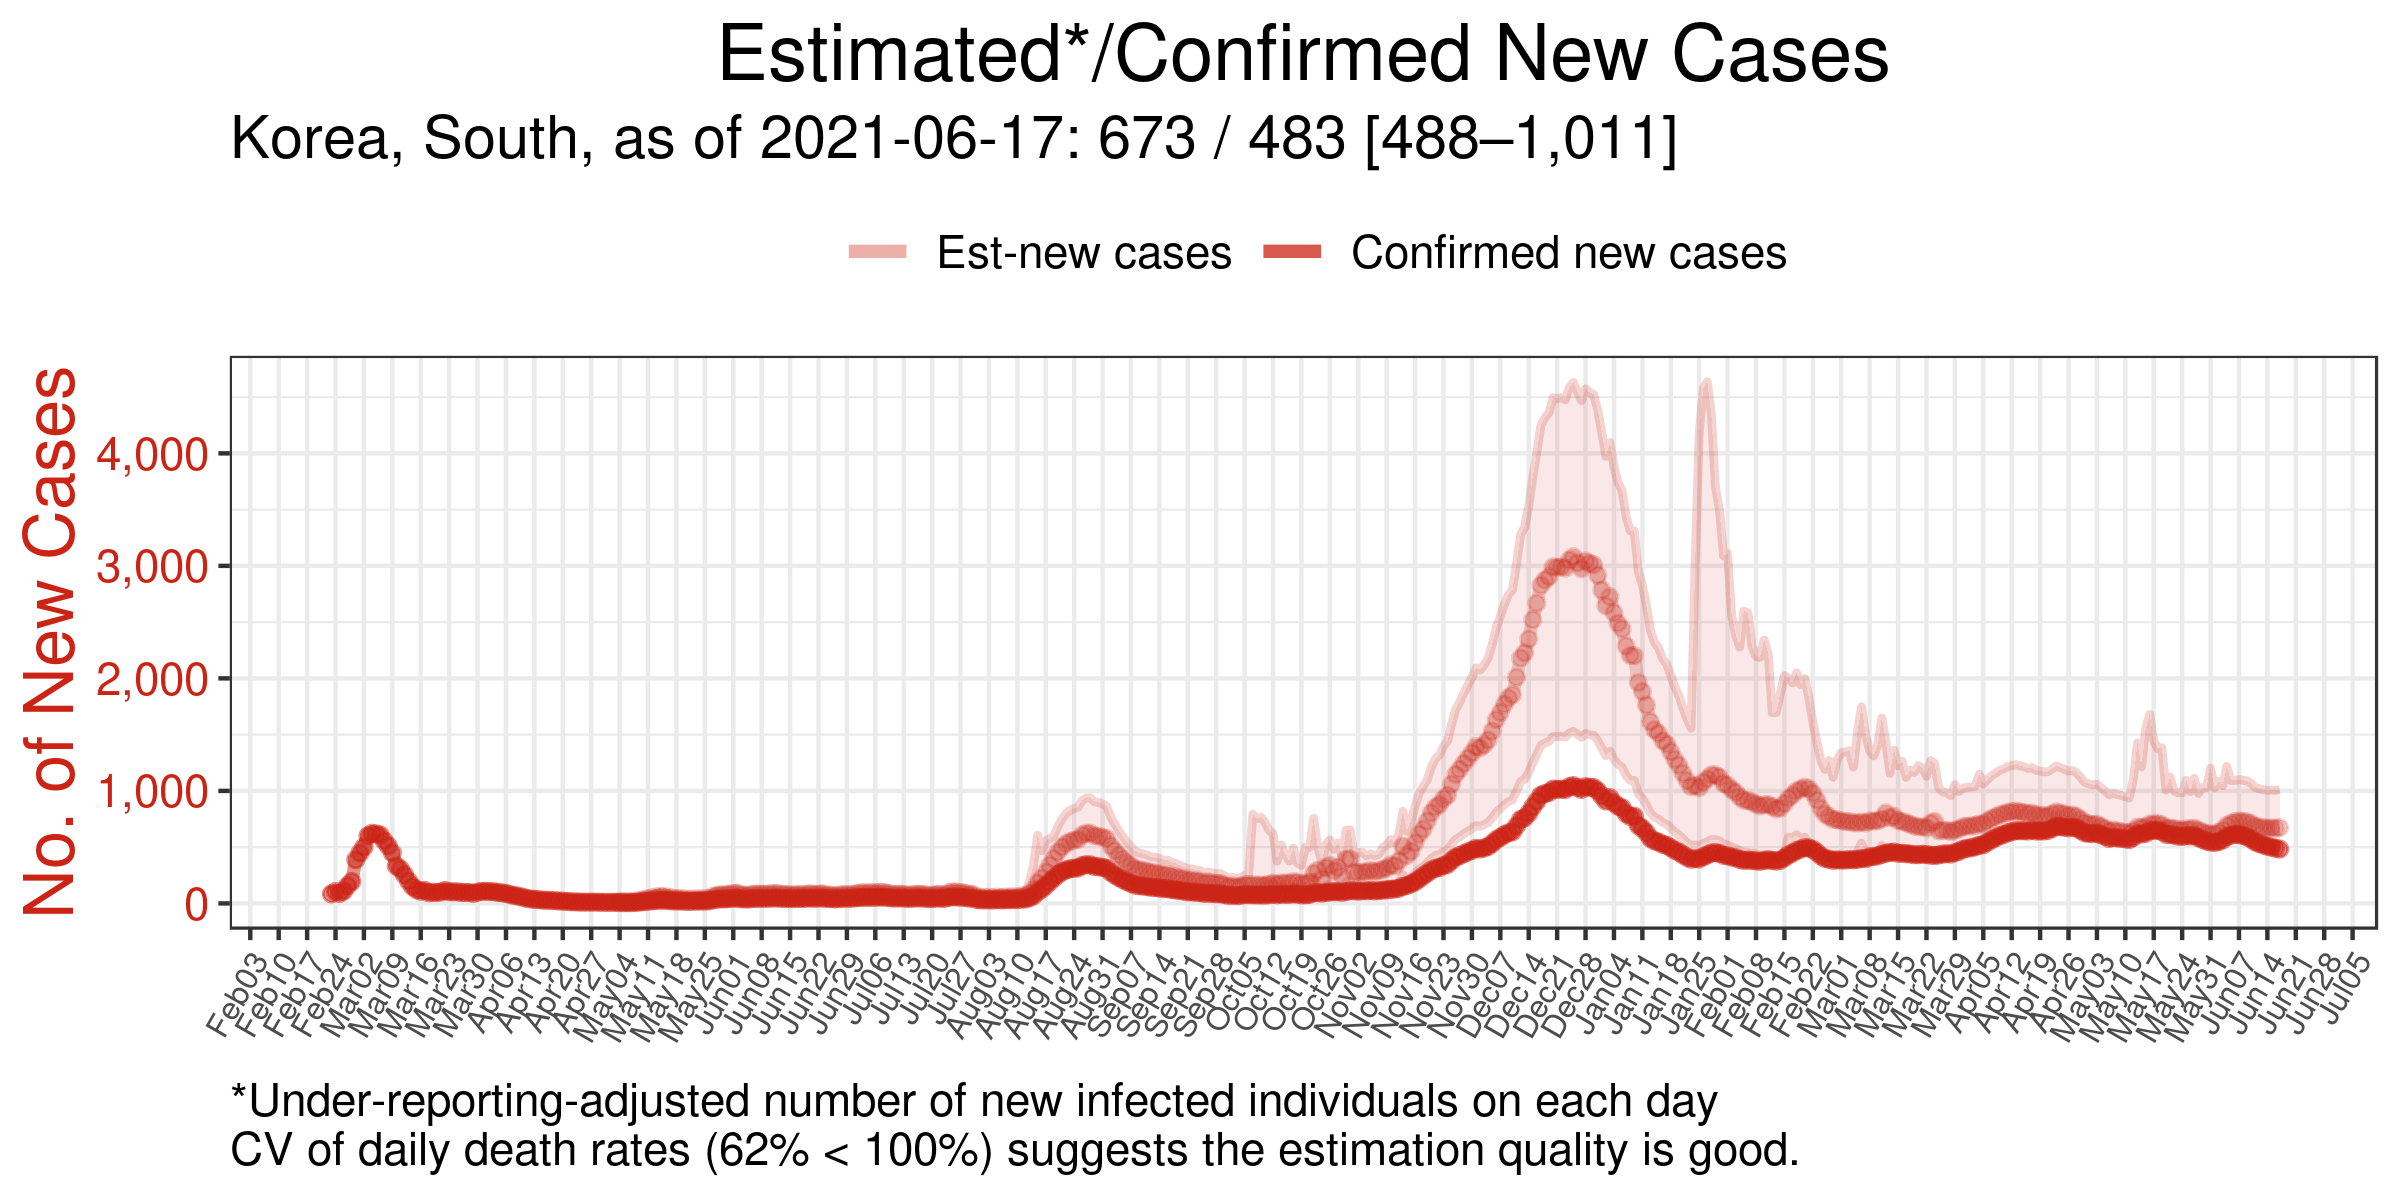 Estimated*/Confirmed New Cases
Korea, South, as of 2021-06-17: 673 / 483 [488–1,011]
Est-new cases Confirmed new cases
No. of New Cases
4,000
3,000
2,000
1,000
0
Feb03 Feb10 Feb17 Feb24 Mar02 Mar09 Mar16 Mar23 Mar30 Apr06 Apr13 Apr20 Apr27 May04 May11 May18 May25 Jun01 Jun08 Jun15 Jun22 Jun29 Jul06 Jul13 Jul20 Jul27 Aug03 Aug10 Aug17 Aug24 Aug31 Sep07 Sep14 Sep21 Sep28 Oct05 Oct12 Oct19 Oct26 Nov02 Nov09 Nov16 Nov23 Nov30 Dec07 Dec14 Dec21 Dec28 Jan04 Jan11 Jan18 Jan25 Feb01 Feb08 Feb15 Feb22 Mar01 Mar08 Mar15 Mar22 Mar29 Apr05 Apr12 Apr19 Apr26 May03 May10 May17 May24 May31 Jun07 Jun14 Jun21 Jun28 Jul05
*Under-reporting-adjusted number of new infected individuals on each day
CV of daily death rates (62% < 100%) suggests the estimation quality is good.